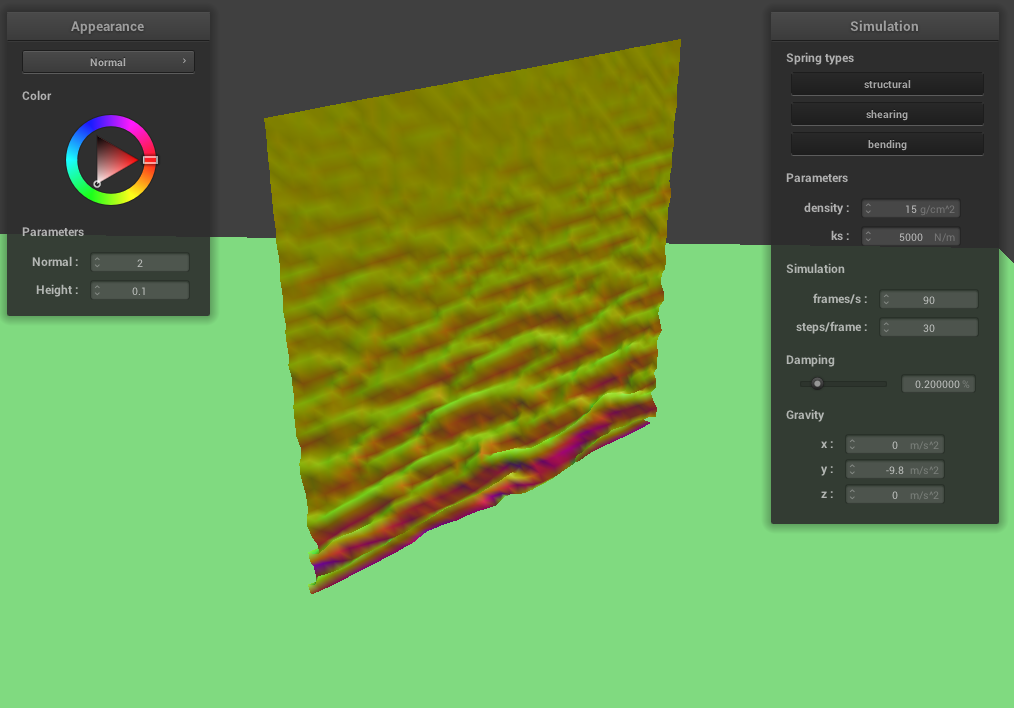 Appearance
Normal
Color
Parameters
Normal :
2
Height :
0.1
Simulation
Spring types
structural
shearing
bending
Parameters
density :
15 g/cm^2
ks :
5000 N/m
Simulation
frames/s :
90
steps/frame :
30
Damping
0.200000 %
Gravity
x :
0 m/s^2
y :
-9.8 m/s^2
z :
0 m/s^2